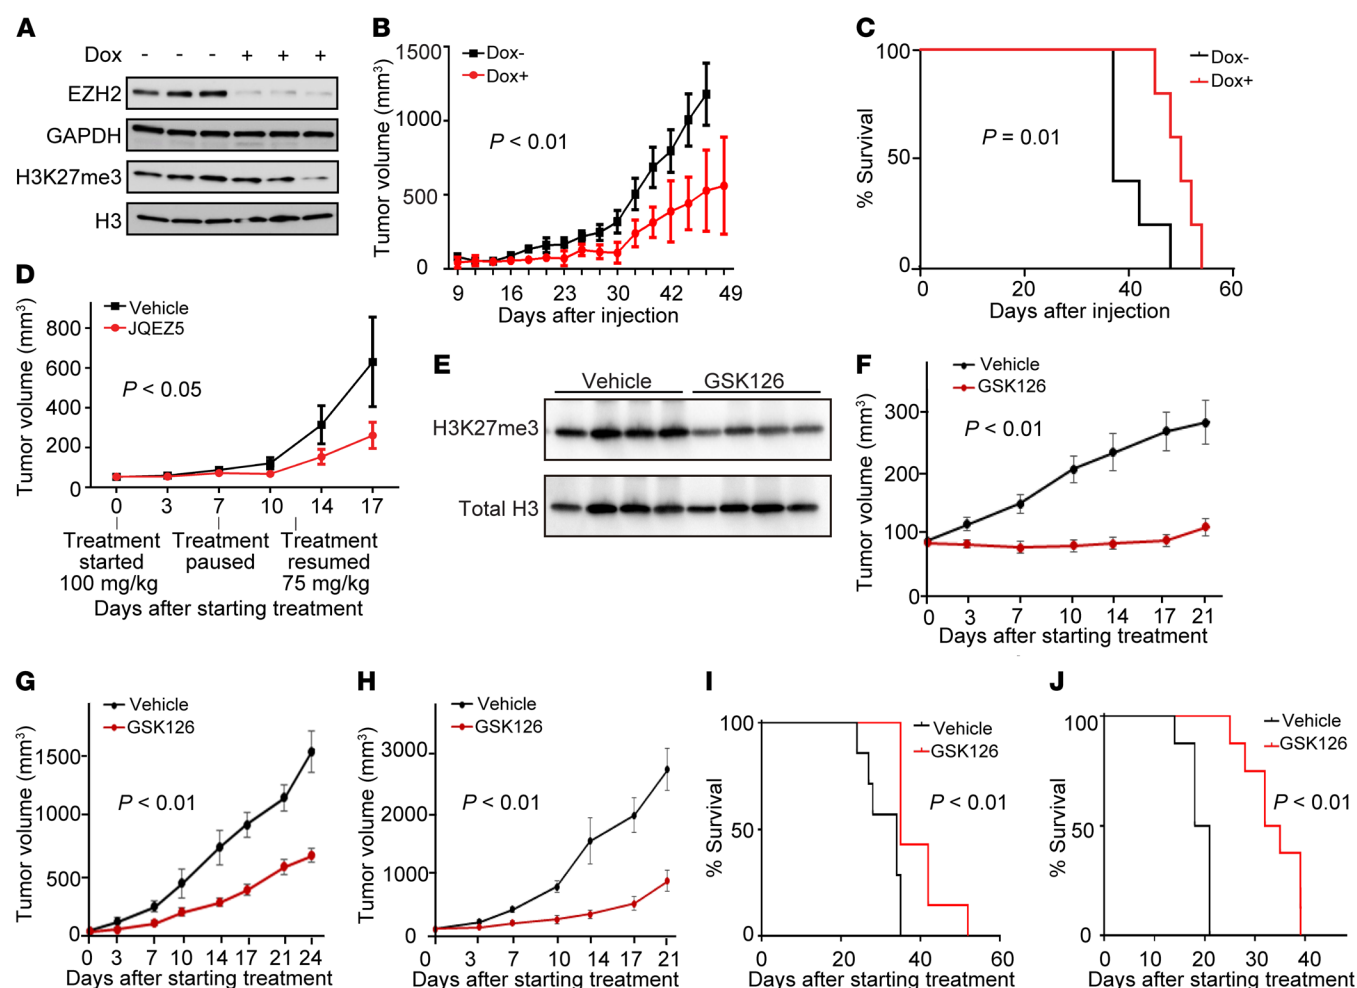 A
Dox - - - + + +
EZH2
GAPDH
H3K27me3
H3
B
Tumor volume (mm³)
1500
1000
500
0
Dox-
Dox+
P < 0.01
9 16 23 30 42 49
Days after injection
C
% Survival
100
50
0
Dox-
Dox+
P = 0.01
0 20 40 60
Days after injection
D
Tumor volume (mm³)
Vehicle
JQEZ5
800
600
400
200
0
P < 0.05
0 3 7 10 14 17
Treatment started 100 mg/kg
Treatment paused
Treatment resumed 75 mg/kg
Days after starting treatment
E
Vehicle GSK126
H3K27me3
Total H3
F
Tumor volume (mm³)
Vehicle
GSK126
300
200
100
0
P < 0.01
0 3 7 10 14 17 21
Days after starting treatment
G
Tumor volume (mm³)
Vehicle
GSK126
1500
1000
500
0
P < 0.01
0 3 7 10 14 17 21 24
Days after starting treatment
H
Tumor volume (mm³)
Vehicle
GSK126
3000
2000
1000
0
P < 0.01
0 3 7 10 14 17 21
Days after starting treatment
I
% Survival
100
50
0
Vehicle
GSK126
P < 0.01
0 20 40 60
Days after starting treatment
J
% Survival
100
50
0
Vehicle
GSK126
P < 0.01
0 10 20 30 40
Days after starting treatment